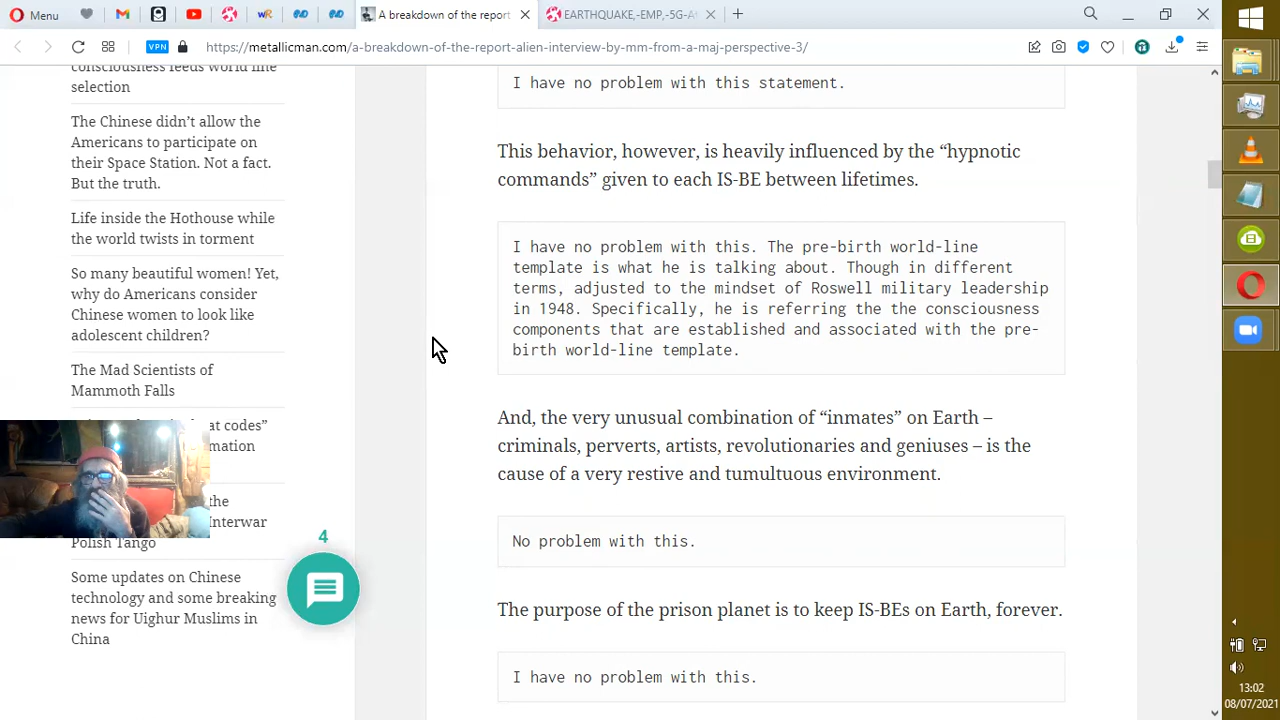 Menu
A breakdown of the report
EARTHQUAKE,-EMP,-5G-A
VPN
https://metallicman.com/a-breakdown-of-the-report-alien-interview-by-mm-from-a-maj-perspective-3/
consciousness feeds world line
selection
The Chinese didn’t allow the
Americans to participate on
their Space Station. Not a fact.
But the truth.
Life inside the Hothouse while
the world twists in torment
So many beautiful women! Yet,
why do Americans consider
Chinese women to look like
adolescent children?
The Mad Scientists of
Mammoth Falls
at codes”
mation
the
Interwar
Polish Tango
Some updates on Chinese
technology and some breaking
news for Uighur Muslims in
China
4
I have no problem with this statement.
This behavior, however, is heavily influenced by the “hypnotic
commands” given to each IS-BE between lifetimes.
I have no problem with this. The pre-birth world-line
template is what he is talking about. Though in different
terms, adjusted to the mindset of Roswell military leadership
in 1948. Specifically, he is referring the the consciousness
components that are established and associated with the pre-
birth world-line template.
And, the very unusual combination of “inmates” on Earth –
criminals, perverts, artists, revolutionaries and geniuses – is the
cause of a very restive and tumultuous environment.
No problem with this.
The purpose of the prison planet is to keep IS-BEs on Earth, forever.
I have no problem with this.
13:02
08/07/2021